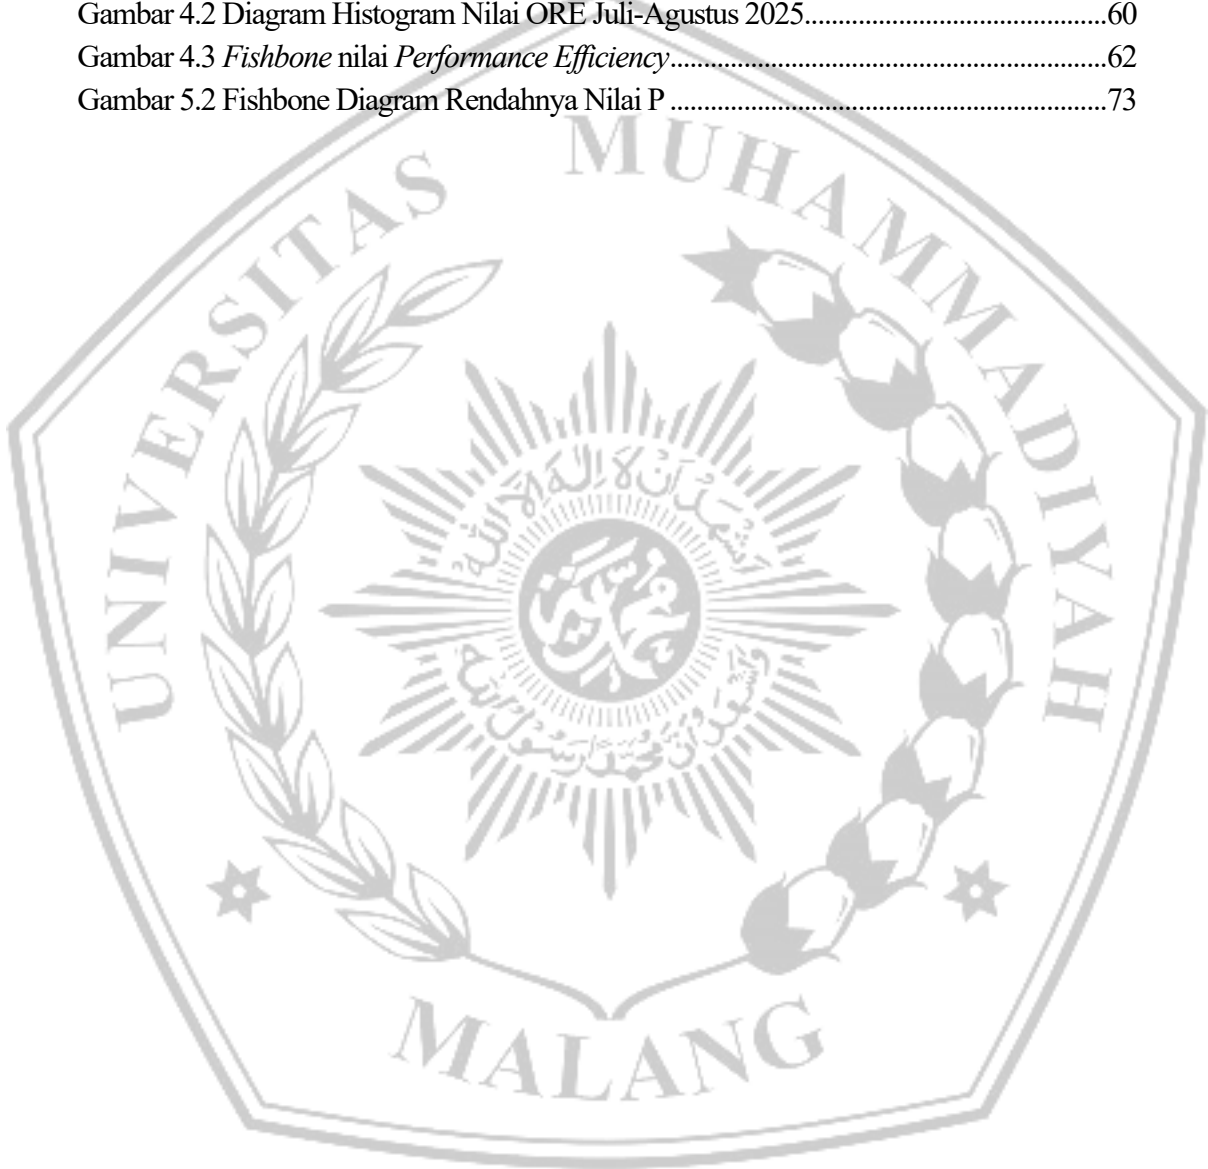 Gambar 4.2 Diagram Histogram Nilai ORE Juli-Agustus 2025.......................................60
Gambar 4.3 Fishbone nilai Performance Efficiency.........................................................62
Gambar 5.2 Fishbone Diagram Rendahnya Nilai P .........................................................73
UNIVERSITAS MUHAMMADIYAH
MALANG